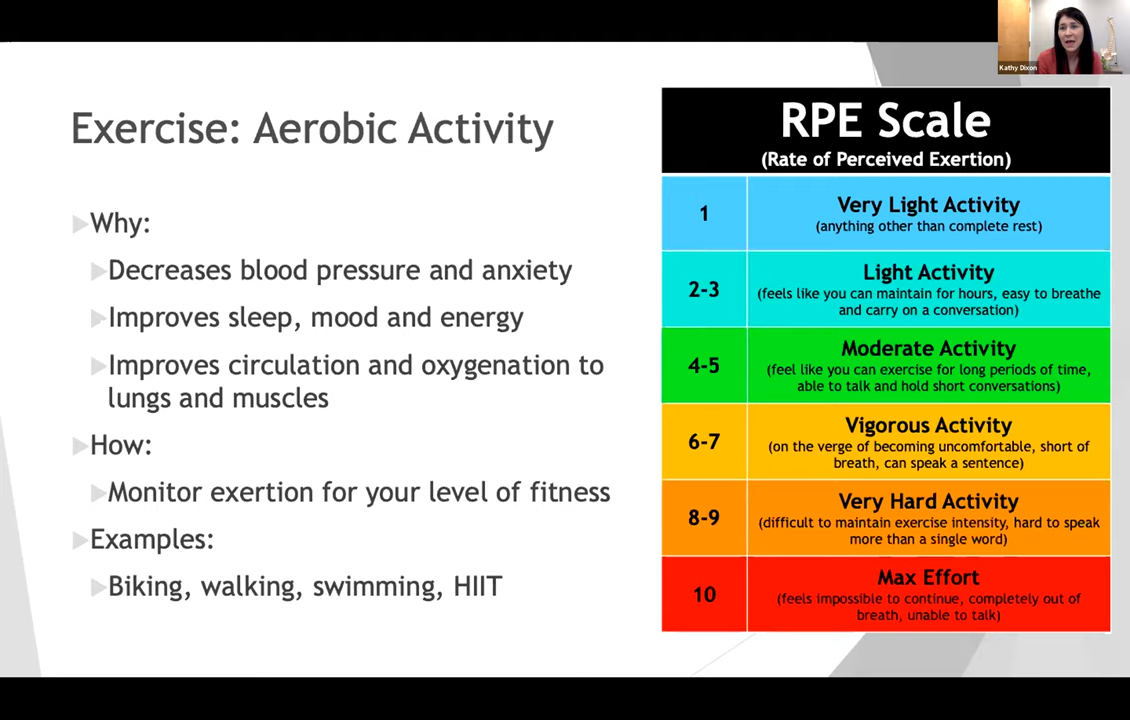 Kathy Dixon
Exercise: Aerobic Activity
Why:
Decreases blood pressure and anxiety
Improves sleep, mood and energy
Improves circulation and oxygenation to
lungs and muscles
How:
Monitor exertion for your level of fitness
Examples:
Biking, walking, swimming, HIIT
RPE Scale
(Rate of Perceived Exertion)
1
Very Light Activity
(anything other than complete rest)
2-3
Light Activity
(feels like you can maintain for hours, easy to breathe
and carry on a conversation)
4-5
Moderate Activity
(feel like you can exercise for long periods of time,
able to talk and hold short conversations)
6-7
Vigorous Activity
(on the verge of becoming uncomfortable, short of
breath, can speak a sentence)
8-9
Very Hard Activity
(difficult to maintain exercise intensity, hard to speak
more than a single word)
10
Max Effort
(feels impossible to continue, completely out of
breath, unable to talk)